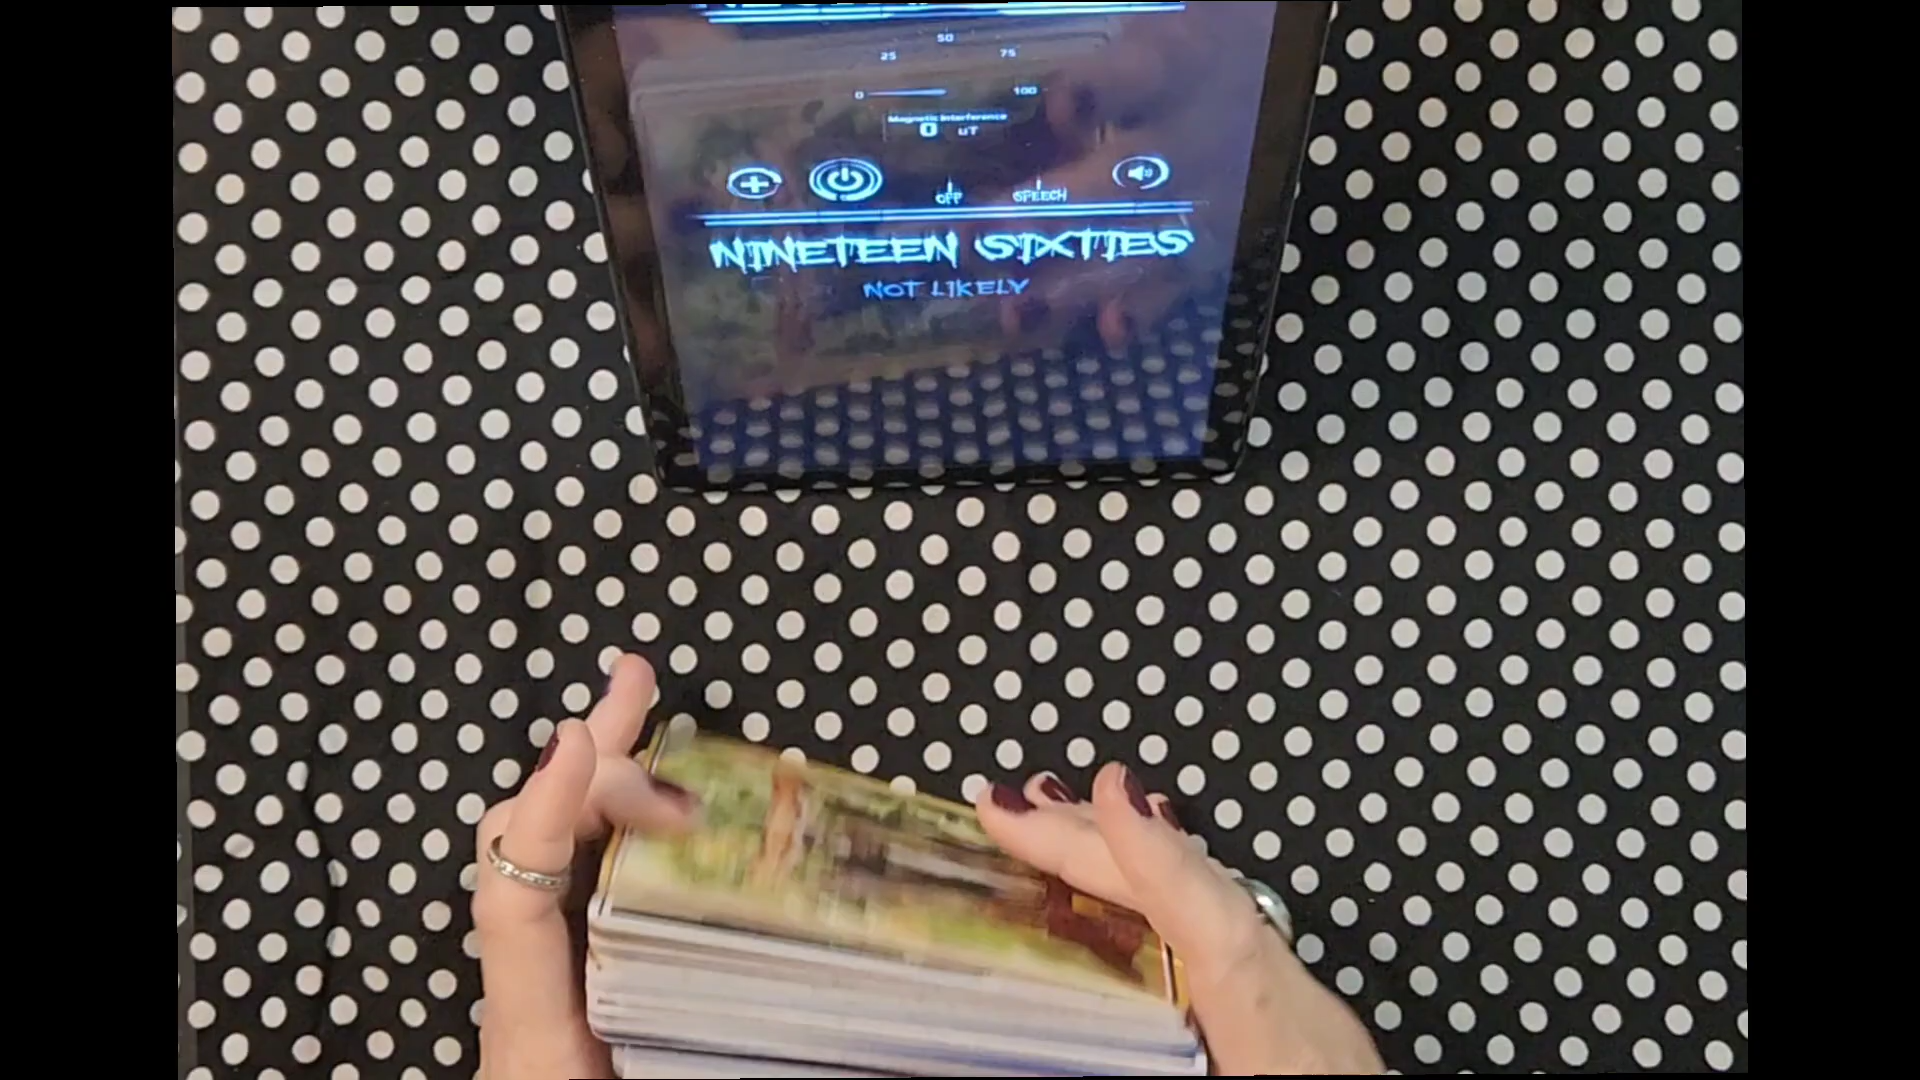 50
25 75
0 100
Magnetic Interference
0 uT
OFF SPEECH
NINETEEN SIXTIES
NOT LIKELY